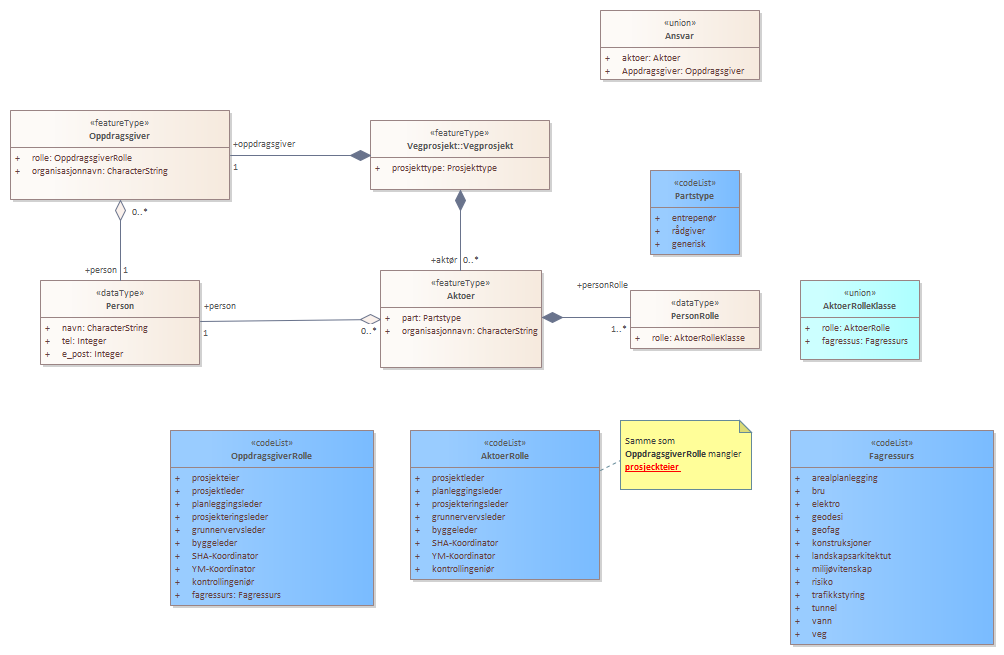 «union»
Ansvar
+ aktoer: Aktoer
+ Appdragsgiver: Oppdragsgiver
«featureType»
Oppdragsgiver
+ rolle: OppdragsgiverRolle
+ organisasjonnavn: CharacterString
+oppdragsgiver
1
«featureType»
Vegprosjekt::Vegprosjekt
+ prosjekttype: Prosjekttype
«codeList»
Partstype
+ entrepenør
+ rådgiver
+ generisk
0..*
+person 1
+aktør 0..*
«dataType»
Person
+ navn: CharacterString
+ tel: Integer
+ e_post: Integer
+person
1
0..*
«featureType»
Aktoer
+ part: Partstype
+ organisasjonnavn: CharacterString
+personRolle
1..*
«dataType»
PersonRolle
+ rolle: AktoerRolleKlasse
«union»
AktoerRolleKlasse
+ rolle: AktoerRolle
+ fagressus: Fagressurs
«codeList»
OppdragsgiverRolle
+ prosjekteier
+ prosjektleder
+ planleggingsleder
+ prosjekteringsleder
+ grunnervervsleder
+ byggeleder
+ SHA-Koordinator
+ YM-Koordinator
+ kontrollingeniør
+ fagressurs: Fagressurs
«codeList»
AktoerRolle
+ prosjektleder
+ planleggingsleder
+ prosjekteringsleder
+ grunnervervsleder
+ byggeleder
+ SHA-Koordinator
+ YM-Koordinator
+ kontrollingeniør
Samme som
OppdragsgiverRolle mangler
prosjeckteier
«codeList»
Fagressurs
+ arealplanlegging
+ bru
+ elektro
+ geodesi
+ geofag
+ konstruksjoner
+ landskapsarkitektut
+ milijøvitenskap
+ risiko
+ trafikkstyring
+ tunnel
+ vann
+ veg